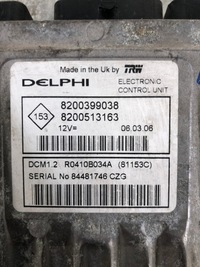 Made in the Uk by TRW
DELPHI ELECTRONIC CONTROL UNIT
153 8200399038
8200513163
12V= 06.03.06
DCM1.2 R0410B034A (81153C)
SERIAL No 84481746 CZG